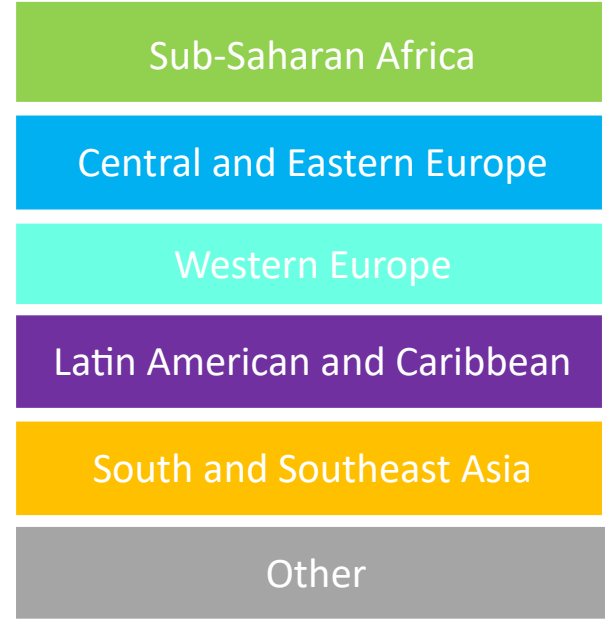 Sub-Saharan Africa
Central and Eastern Europe
Western Europe
Latin American and Caribbean
South and Southeast Asia
Other